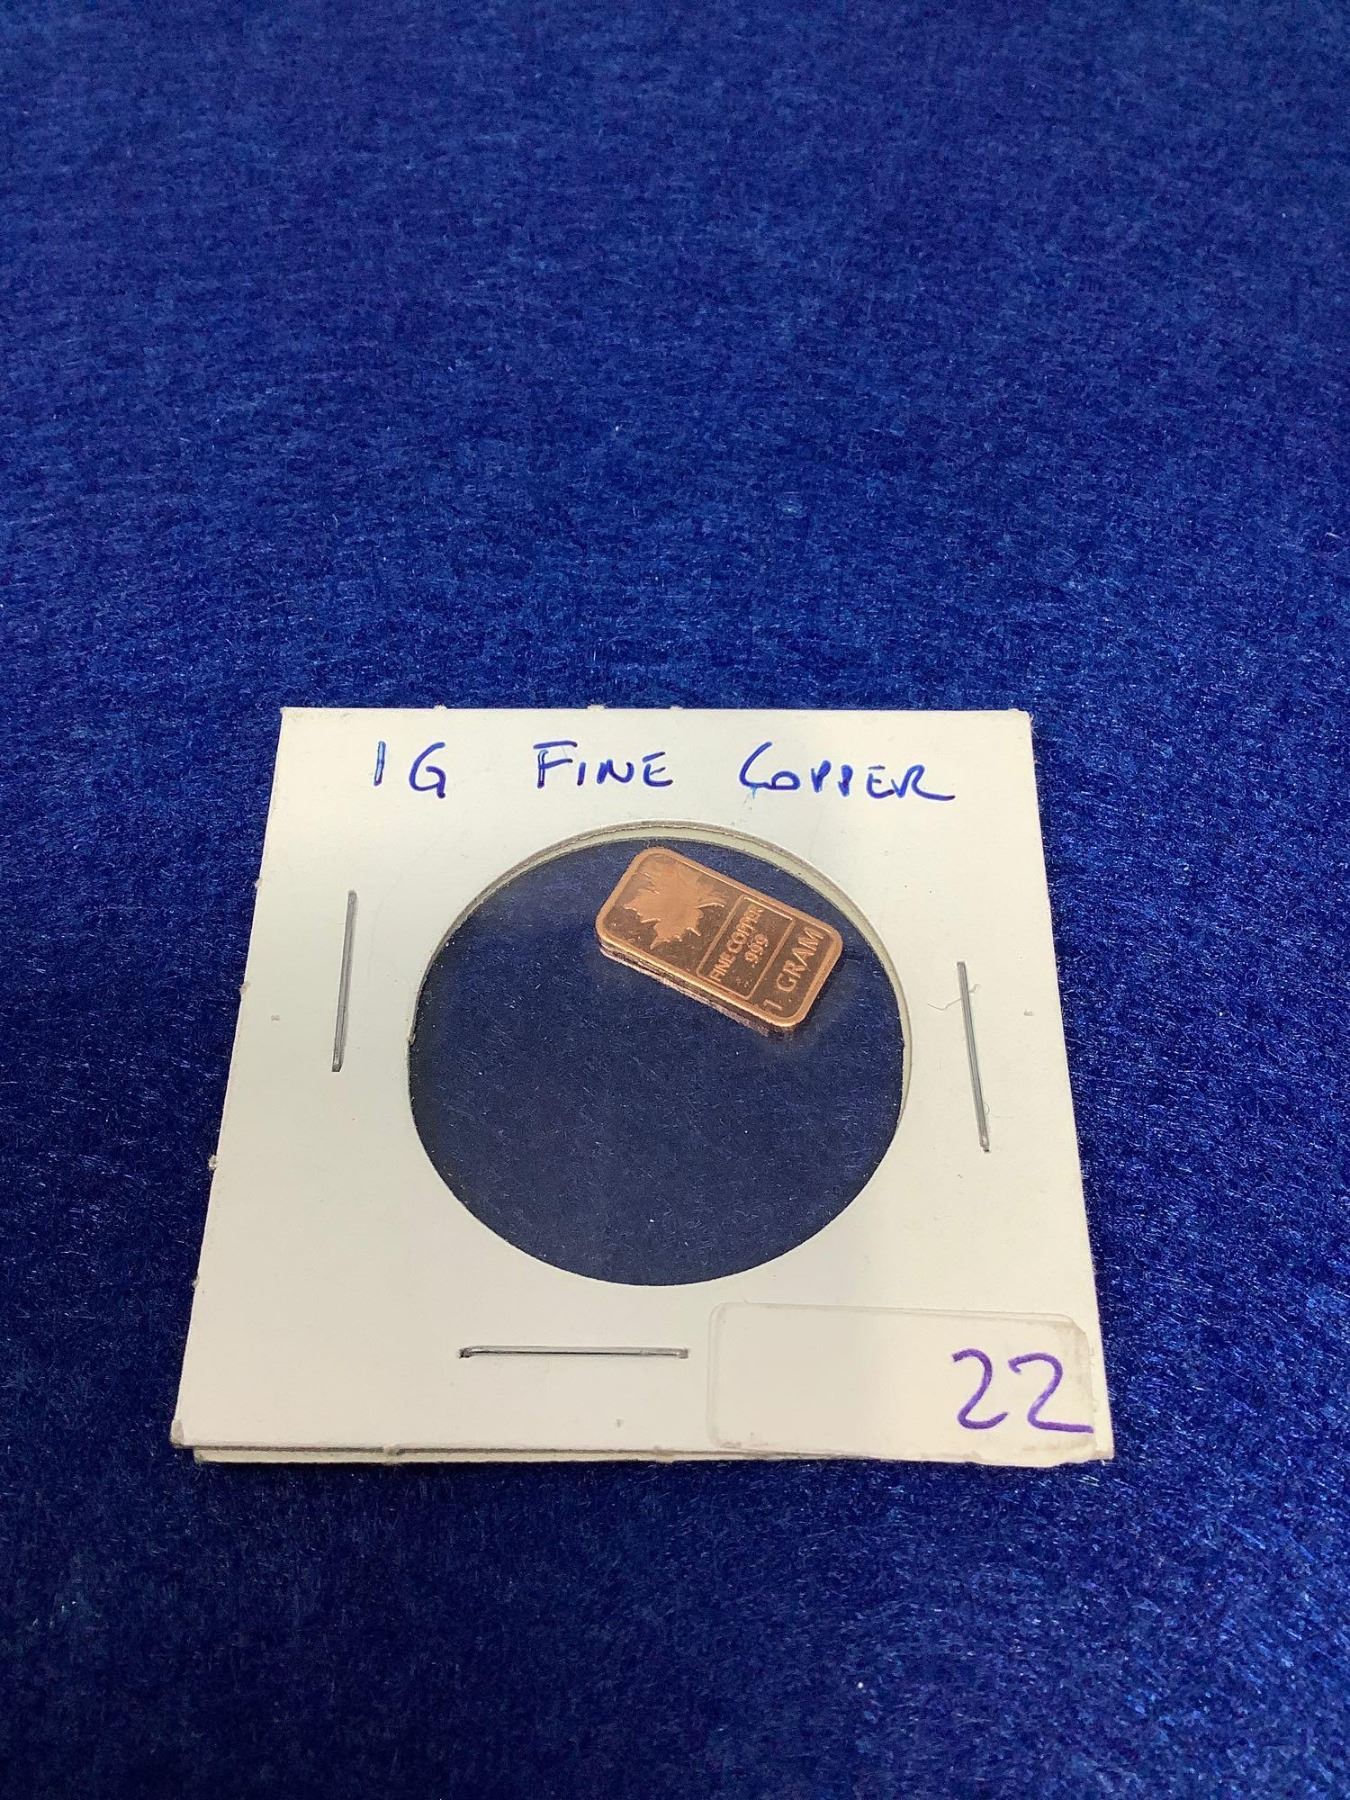 1G FINE COPPER
FINE COPPER
.999
1 GRAM
22